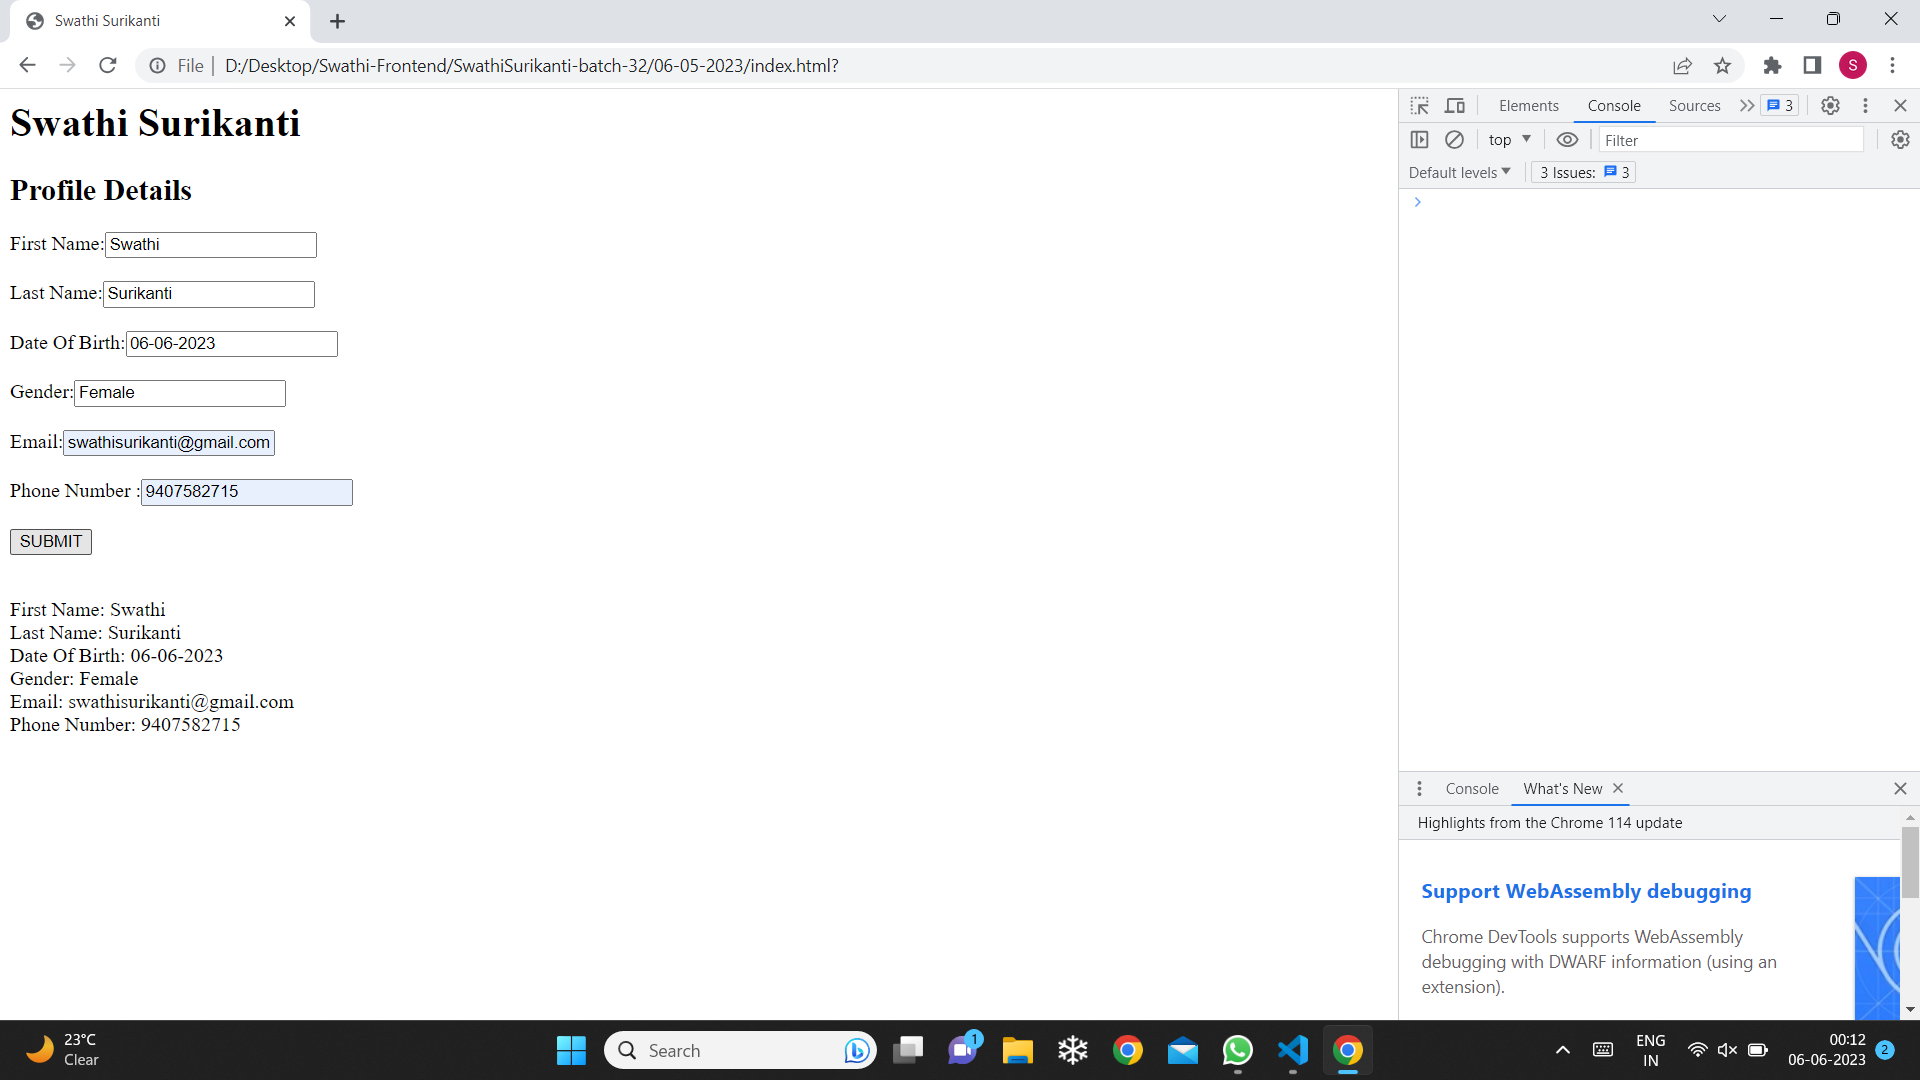 Swathi Surikanti
File | D:/Desktop/Swathi-Frontend/SwathiSurikanti-batch-32/06-05-2023/index.html?
S
Swathi Surikanti
Profile Details
First Name: Swathi
Last Name: Surikanti
Date Of Birth: 06-06-2023
Gender: Female
Email: swathisurikanti@gmail.com
Phone Number : 9407582715
SUBMIT
First Name: Swathi
Last Name: Surikanti
Date Of Birth: 06-06-2023
Gender: Female
Email: swathisurikanti@gmail.com
Phone Number: 9407582715
Elements Console Sources 3
top Filter
Default levels 3 Issues: 3
Console What's New
Highlights from the Chrome 114 update
Support WebAssembly debugging
Chrome DevTools supports WebAssembly
debugging with DWARF information (using an
extension).
23°C
Clear
Search
1
ENG
IN
00:12
06-06-2023
2